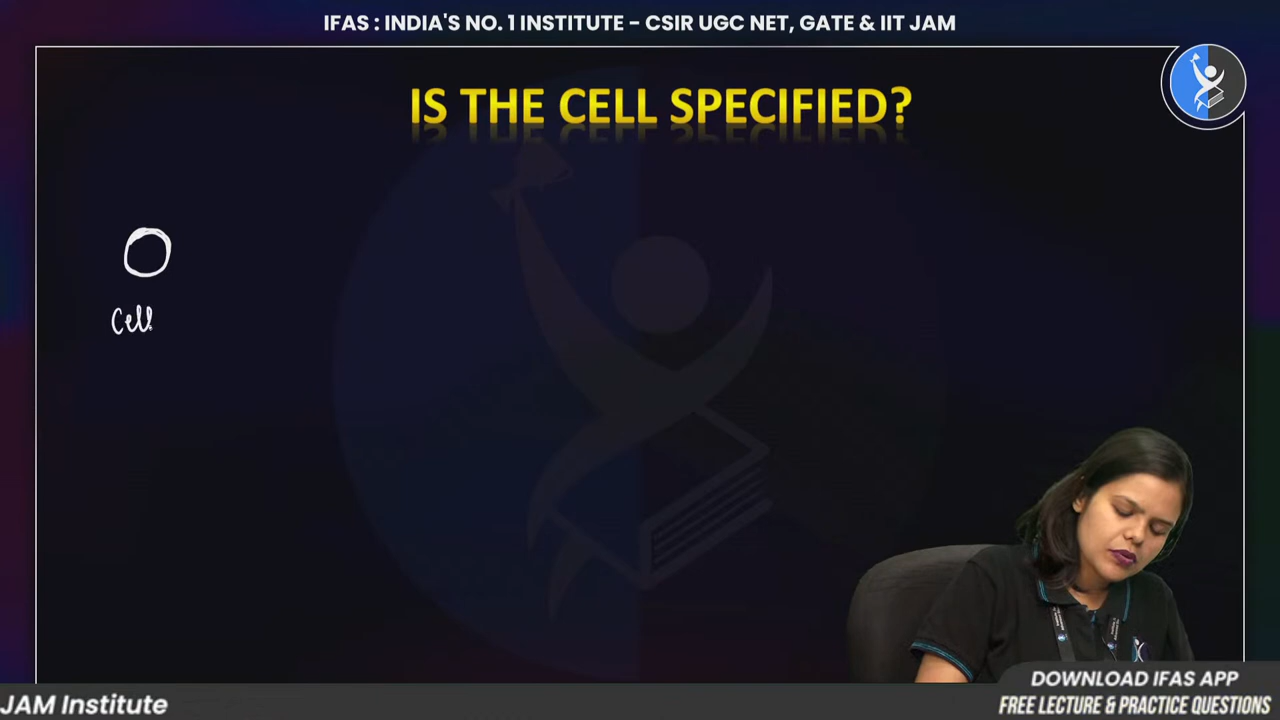 IFAS : INDIA'S NO. 1 INSTITUTE - CSIR UGC NET, GATE & IIT JAM
IS THE CELL SPECIFIED?
Cell
DOWNLOAD IFAS APP
JAM Institute
FREE LECTURE & PRACTICE QUESTIONS